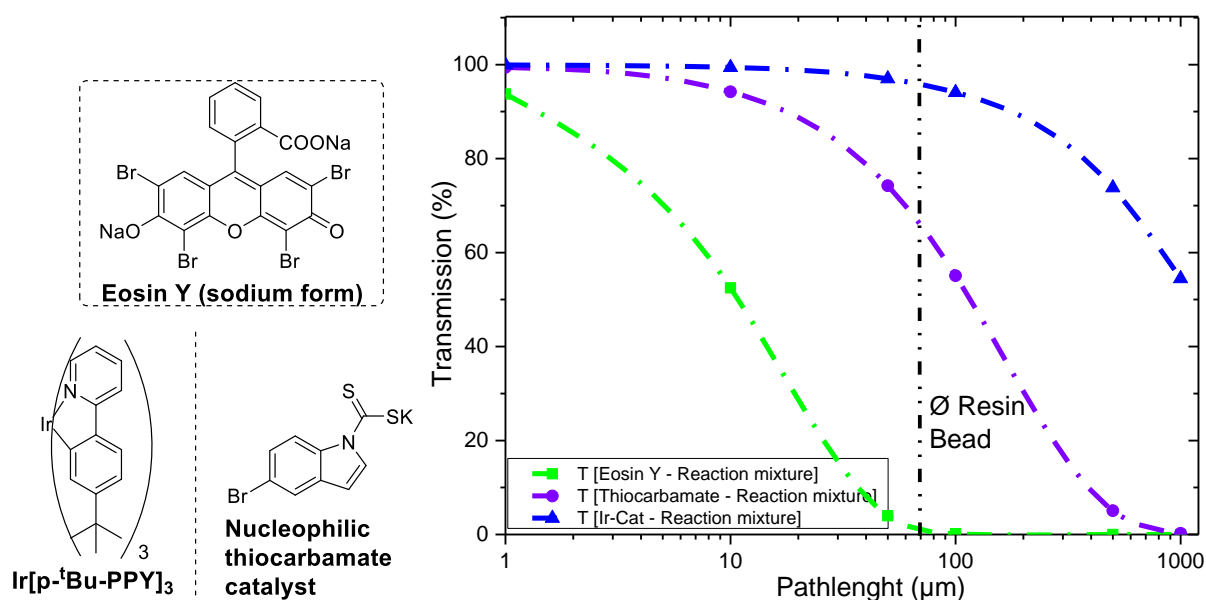 COONa
Br
Br
NaO
O
O
Br
Br
Eosin Y (sodium form)
N
Ir
3
Ir[p-ᵗBu-PPY]₃
S
SK
N
Br
Nucleophilic
thiocarbamate
catalyst
Transmission (%)
100
80
60
40
20
0
Ø Resin
Bead
T [Eosin Y - Reaction mixture]
T [Thiocarbamate - Reaction mixture]
T [Ir-Cat - Reaction mixture]
1
10
100
1000
Pathlenght (µm)